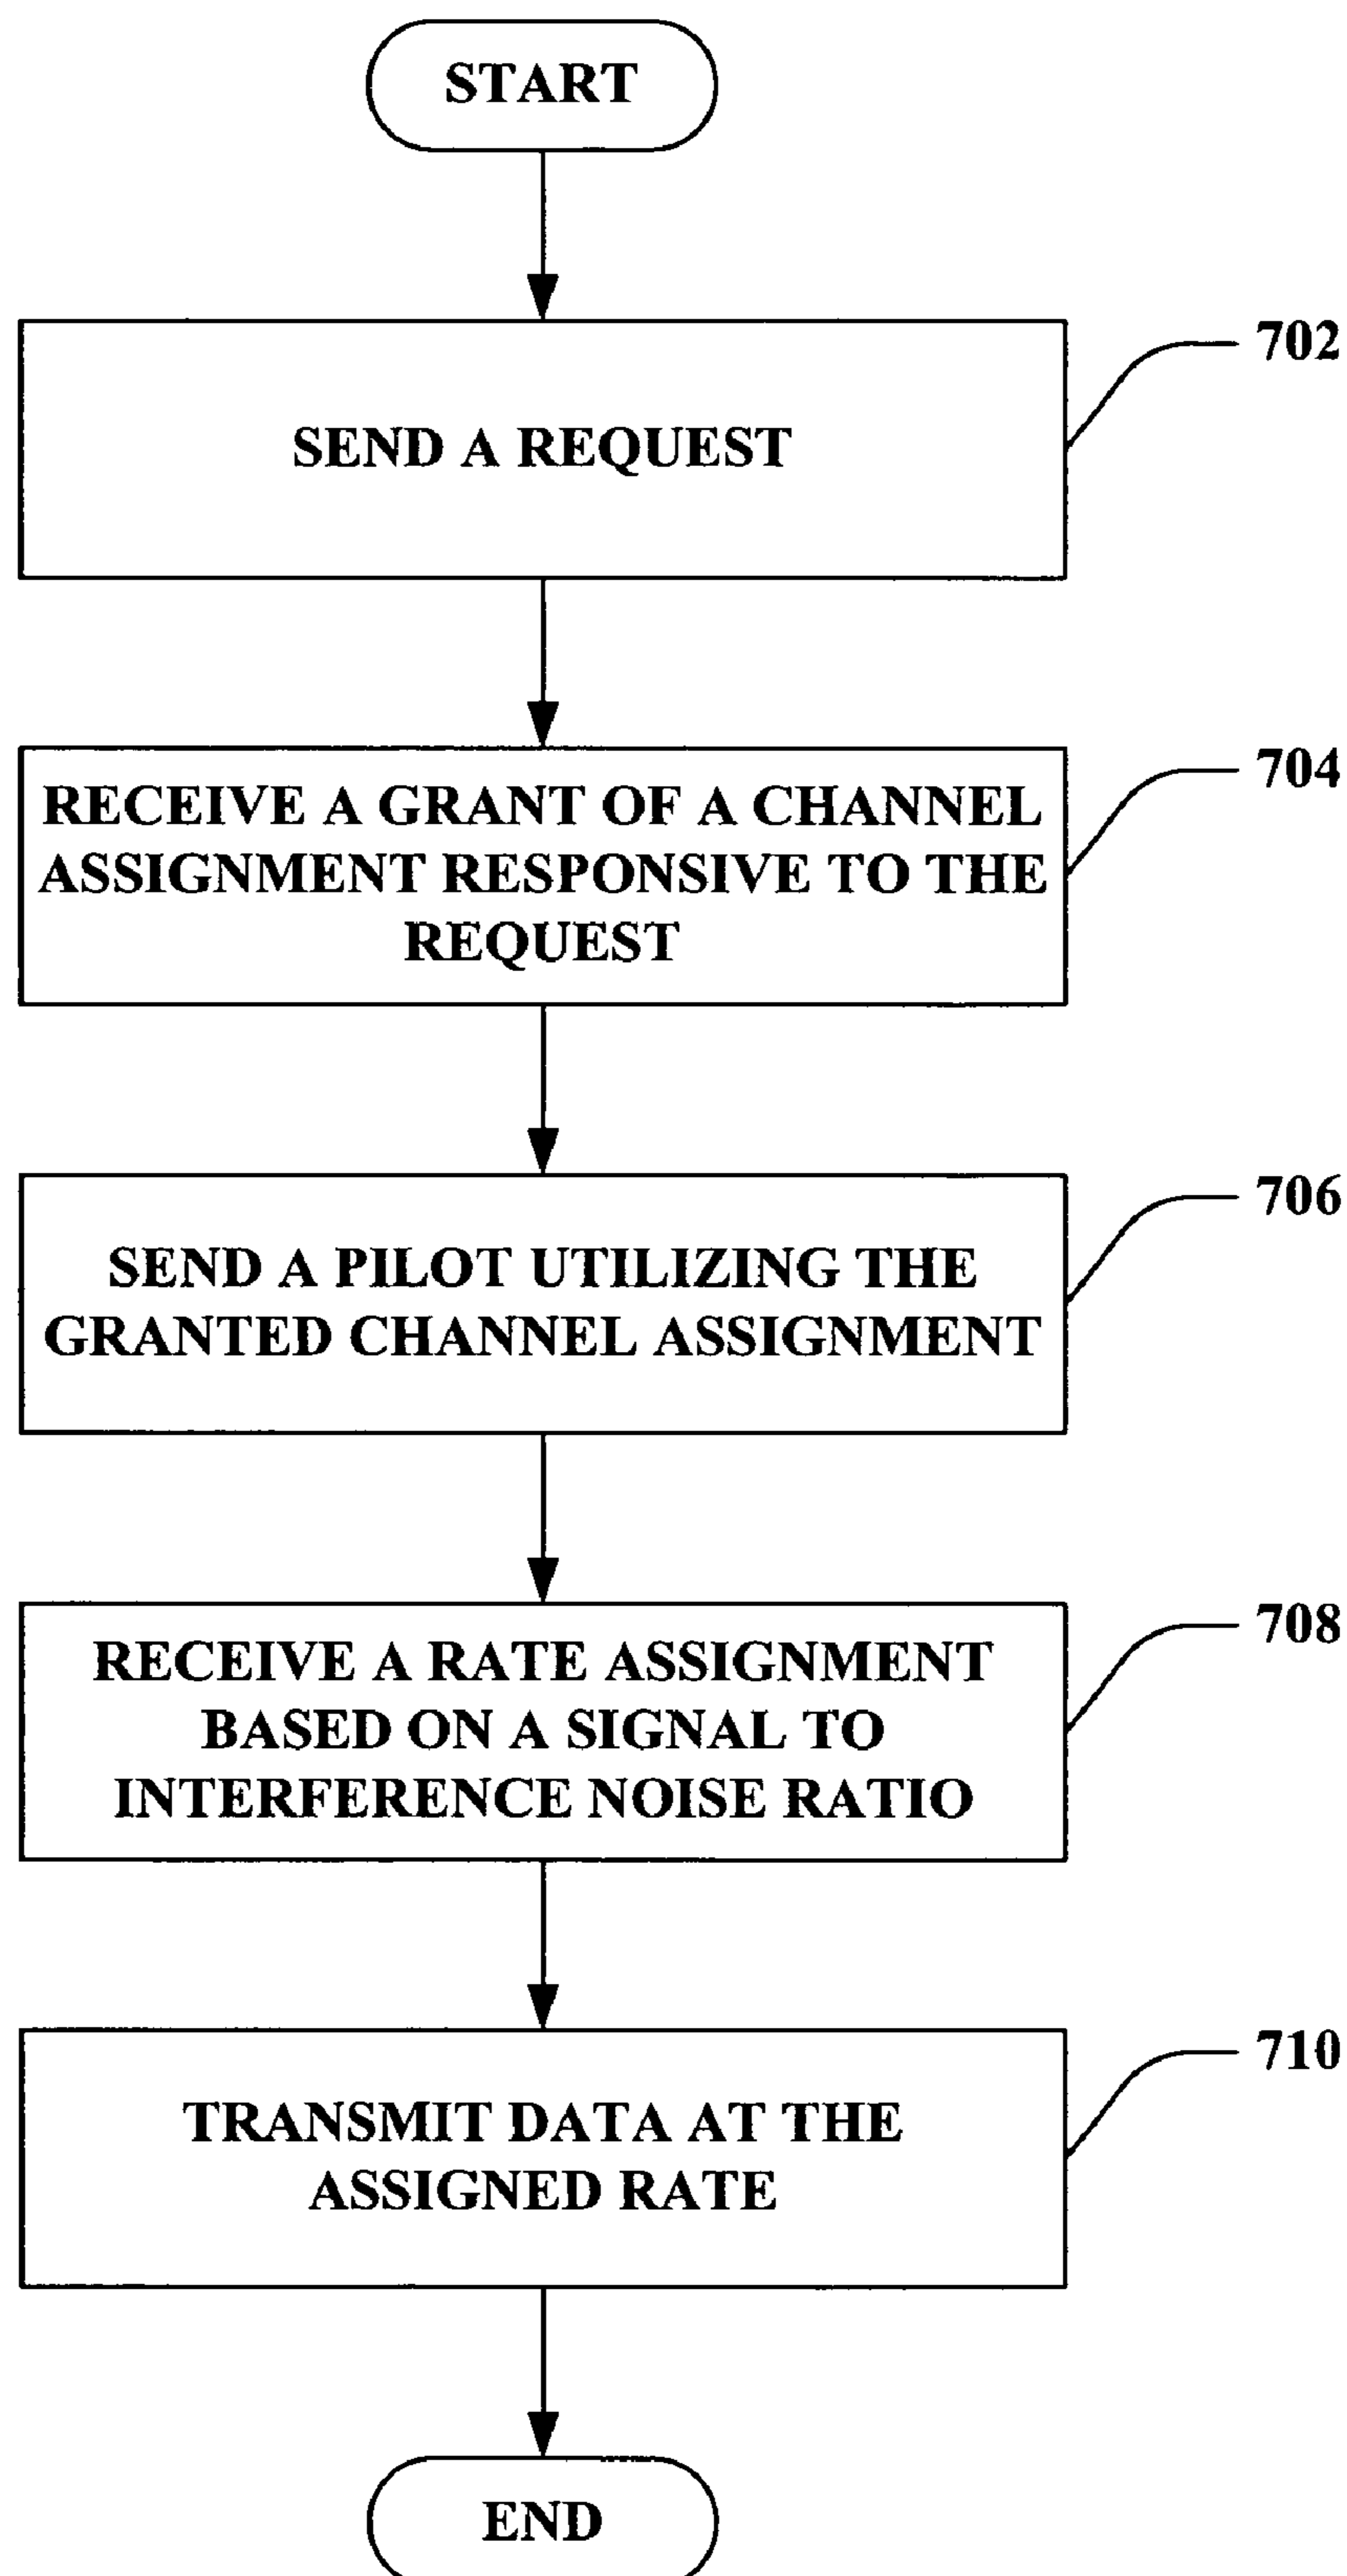 START
702
SEND A REQUEST
704
RECEIVE A GRANT OF A CHANNEL
ASSIGNMENT RESPONSIVE TO THE
REQUEST
706
SEND A PILOT UTILIZING THE
GRANTED CHANNEL ASSIGNMENT
708
RECEIVE A RATE ASSIGNMENT
BASED ON A SIGNAL TO
INTERFERENCE NOISE RATIO
710
TRANSMIT DATA AT THE
ASSIGNED RATE
END